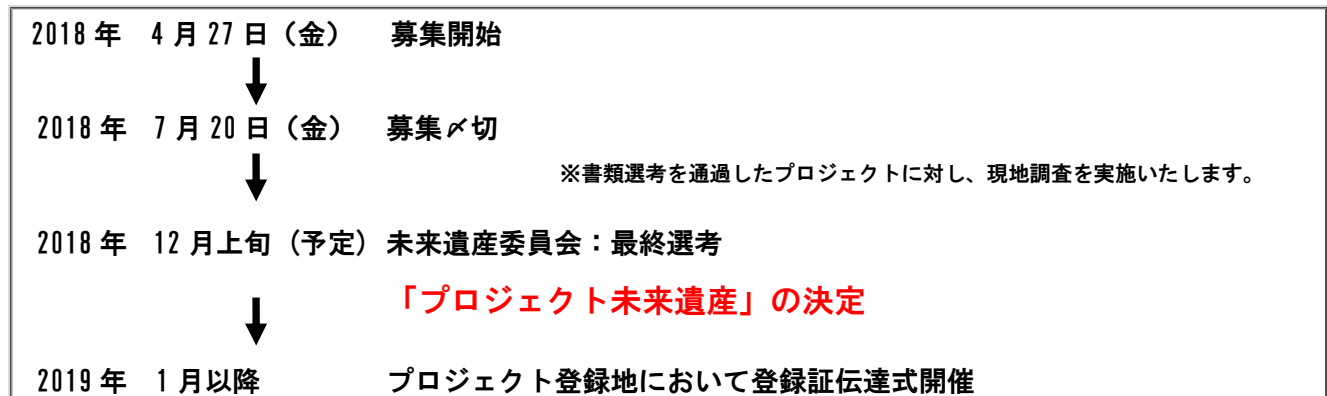 2018年 4月27日（金） 募集開始
2018年 7月20日（金） 募集〆切
※書類選考を通過したプロジェクトに対し、現地調査を実施いたします。
2018年 12月上旬（予定）未来遺産委員会：最終選考
「プロジェクト未来遺産」の決定
2019年 1月以降 プロジェクト登録地において登録証伝達式開催